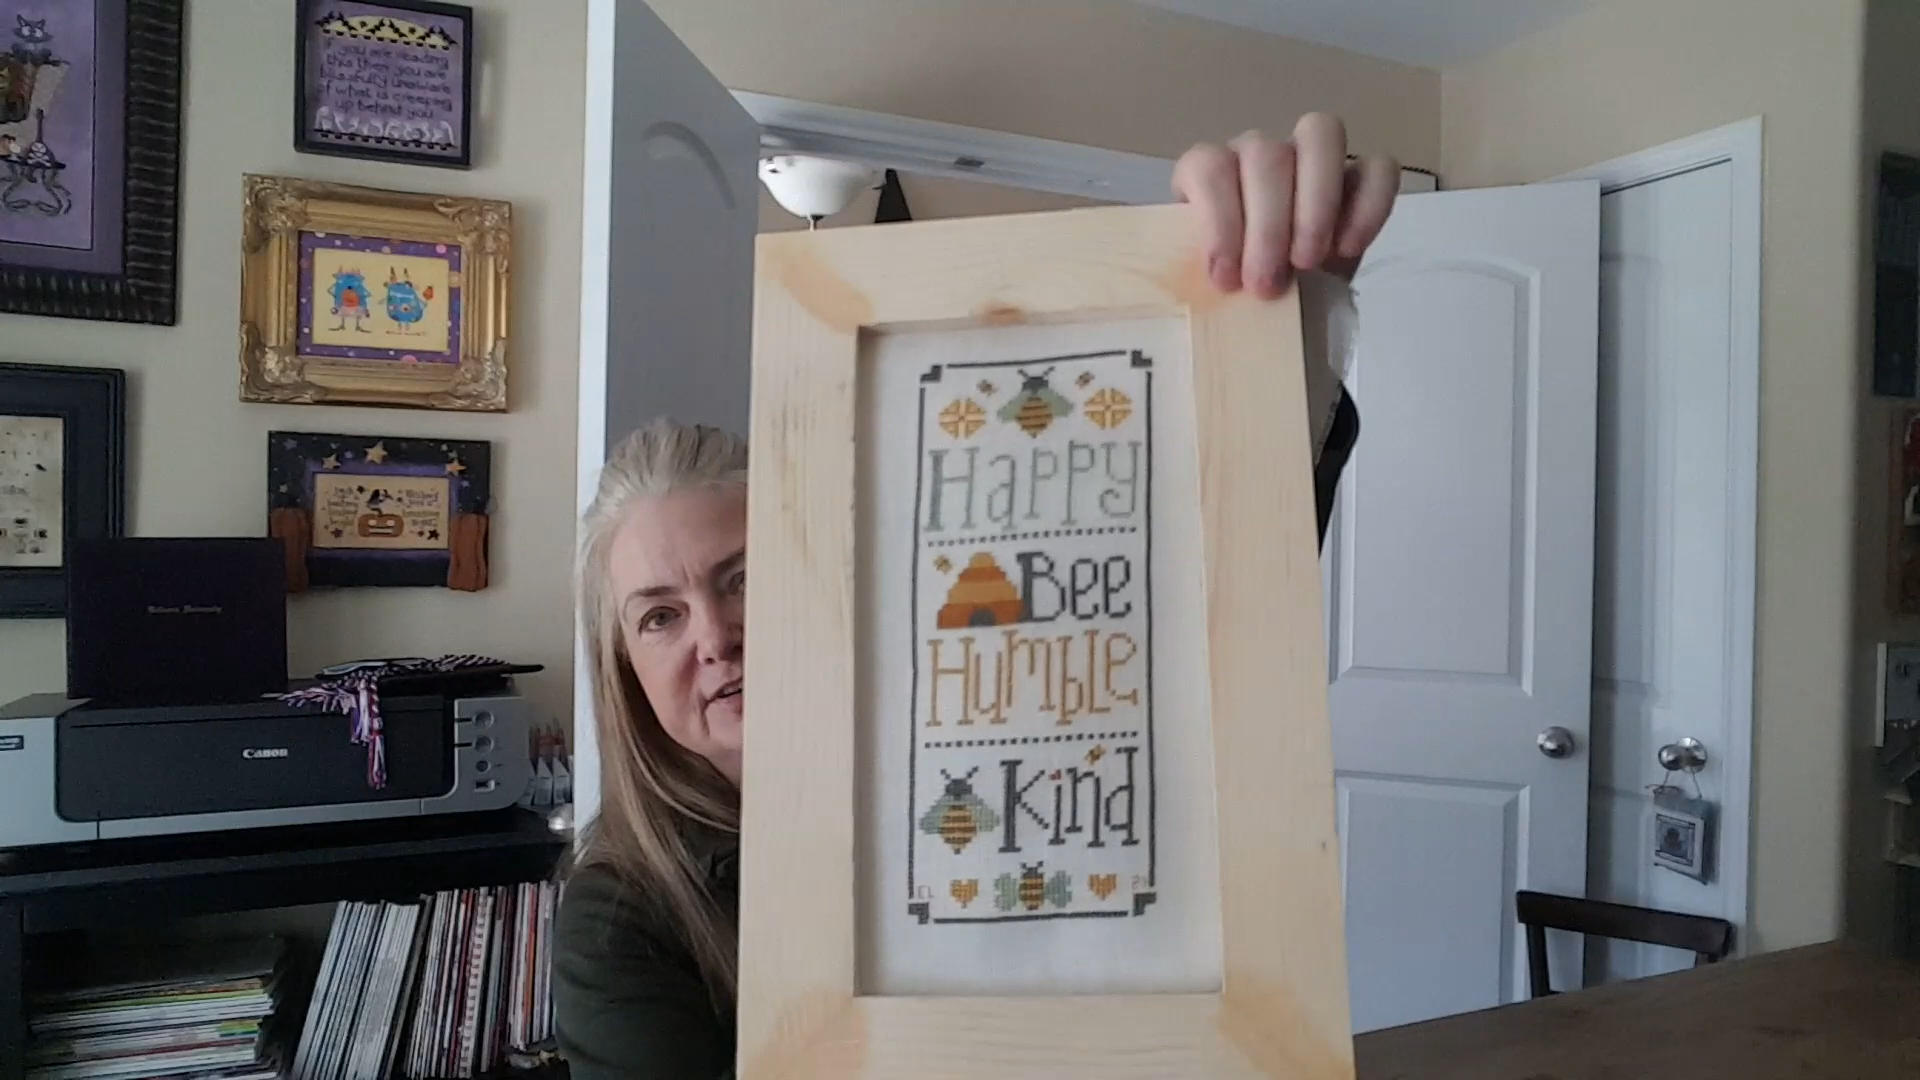 If you are reading
this then you are
blissfully unaware
of what is creeping
up behind you
Happy
Bee
Humble
Kind
Canon